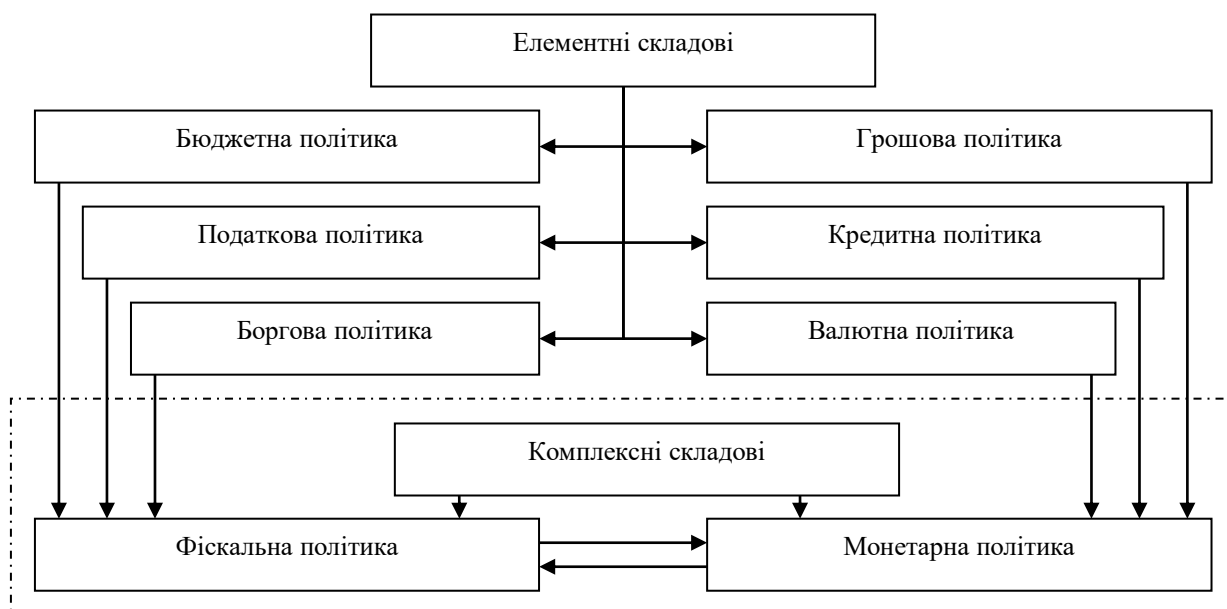 Елементні складові
Бюджетна політика
Грошова політика
Податкова політика
Кредитна політика
Боргова політика
Валютна політика
Комплексні складові
Фіскальна політика
Монетарна політика